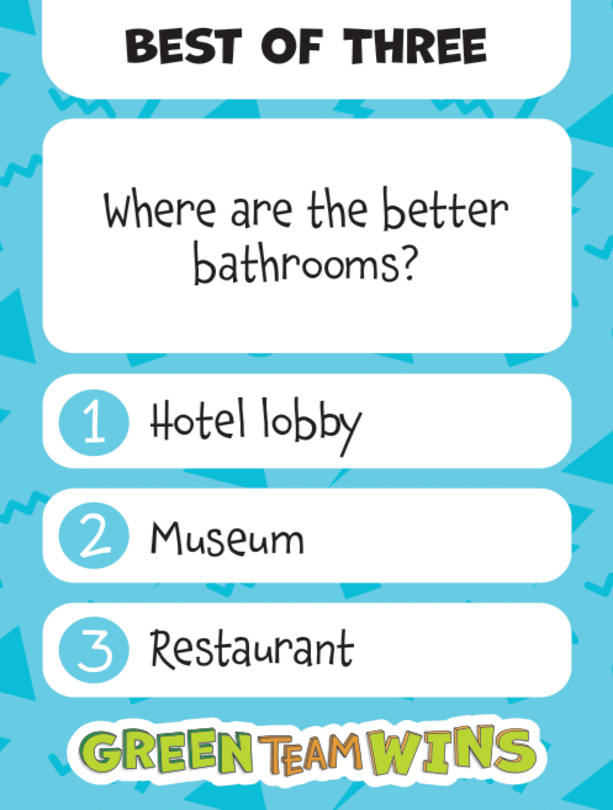 BEST OF THREE
Where are the better
bathrooms?
1 Hotel lobby
2 Museum
3 Restaurant
GREEN TEAM WINS